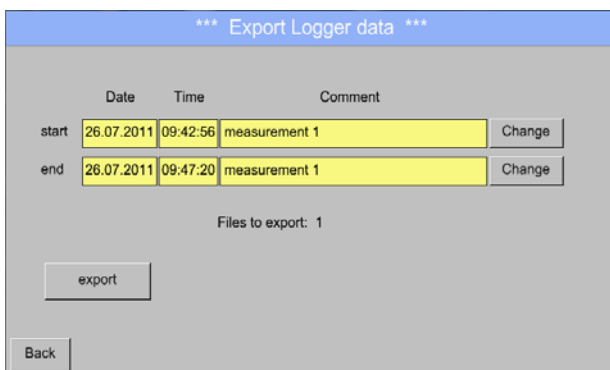 *** Export Logger data ***
Date Time Comment
start 26.07.2011 09:42:56 measurement 1 Change
end 26.07.2011 09:47:20 measurement 1 Change
Files to export: 1
export
Back